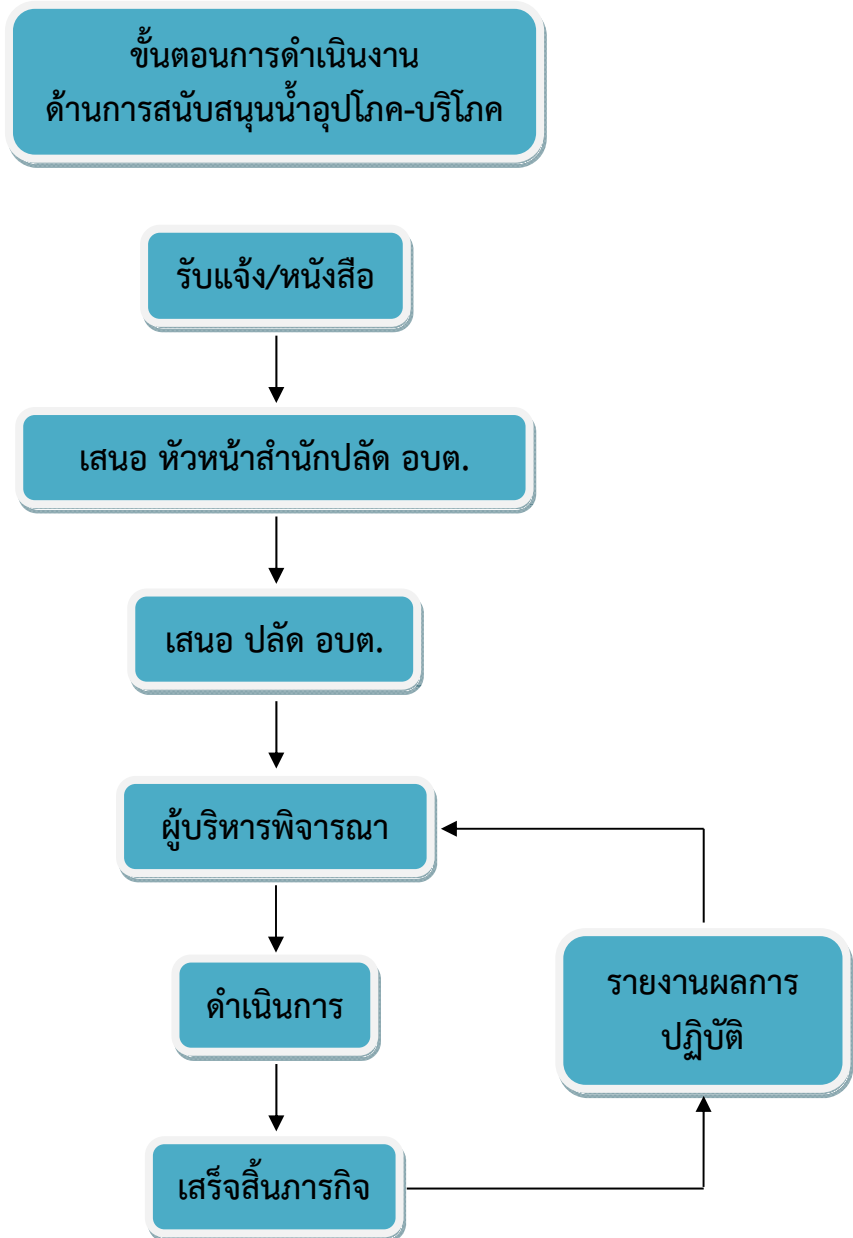 ขั้นตอนการดำเนินงาน
ด้านการสนับสนุนน้ำอุปโภค-บริโภค
รับแจ้ง/หนังสือ
เสนอ หัวหน้าสำนักปลัด อบต.
เสนอ ปลัด อบต.
ผู้บริหารพิจารณา
ดำเนินการ
รายงานผลการ
ปฏิบัติ
เสร็จสิ้นภารกิจ